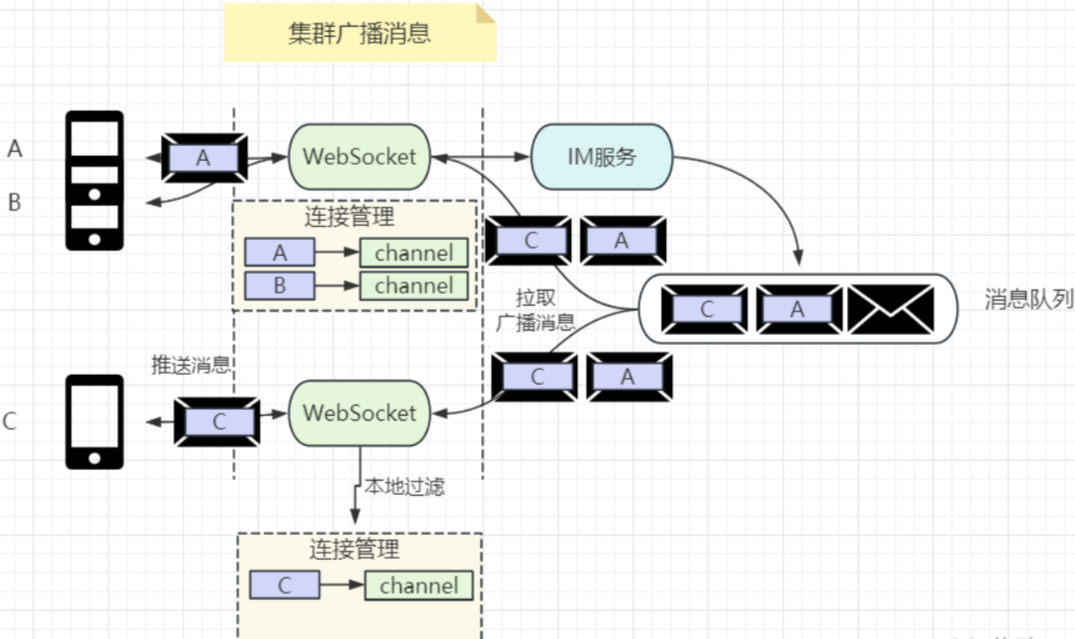 集群广播消息
A
A
WebSocket
IM服务
B
连接管理
A
channel
B
channel
C
A
拉取
广播消息
C
A
消息队列
C
A
推送消息
C
C
WebSocket
本地过滤
连接管理
C
channel